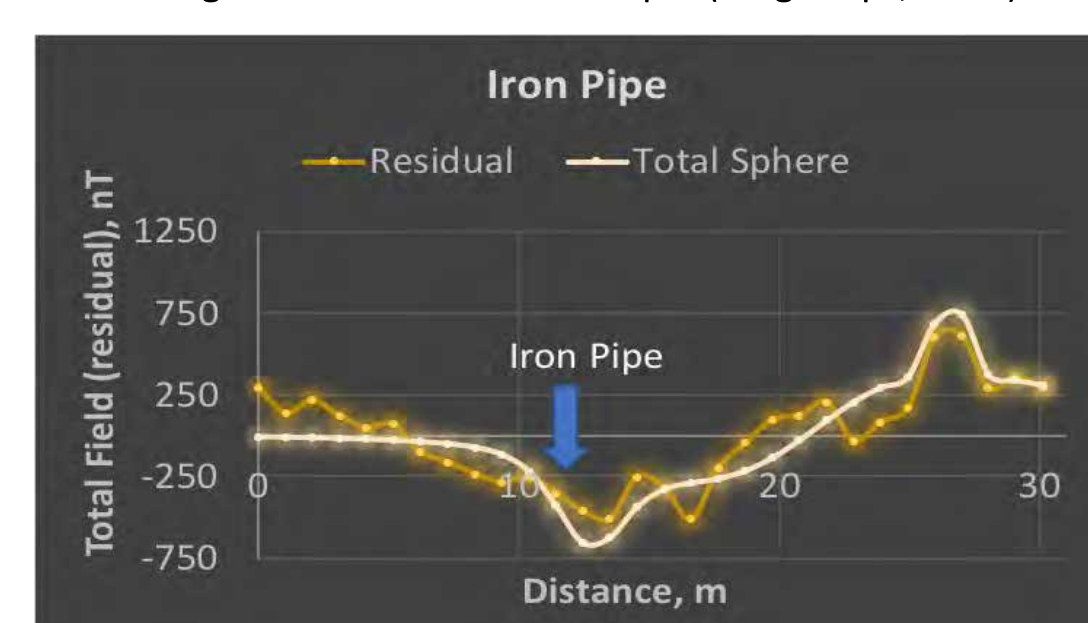 Iron Pipe
Residual Total Sphere
Total Field (residual), nT
1250
750
250
-250
-750
Iron Pipe
0 10 20 30
Distance, m